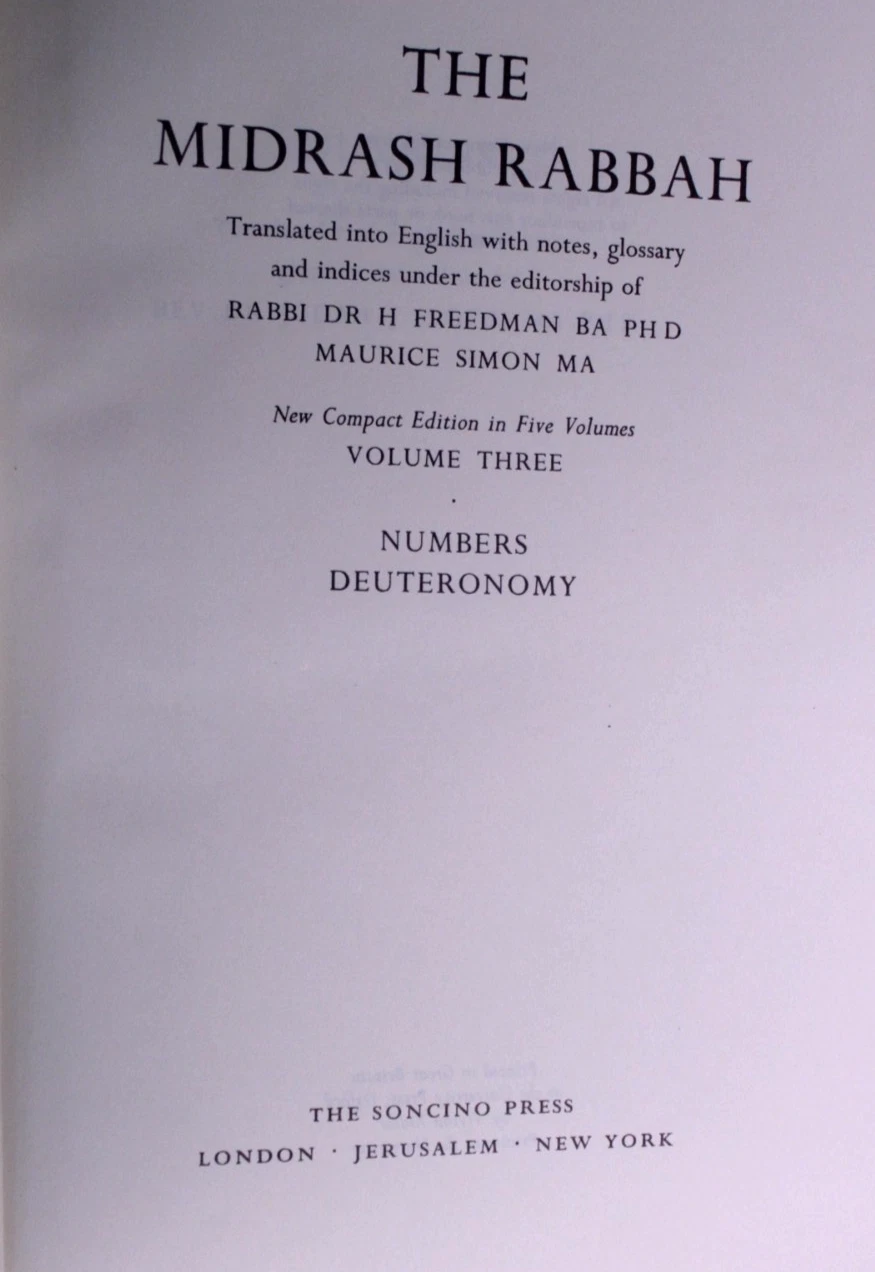 THE
MIDRASH RABBAH
Translated into English with notes, glossary
and indices under the editorship of
RABBI DR H FREEDMAN BA PH D
MAURICE SIMON MA
New Compact Edition in Five Volumes
VOLUME THREE
NUMBERS
DEUTERONOMY
THE SONCINO PRESS
LONDON · JERUSALEM · NEW YORK